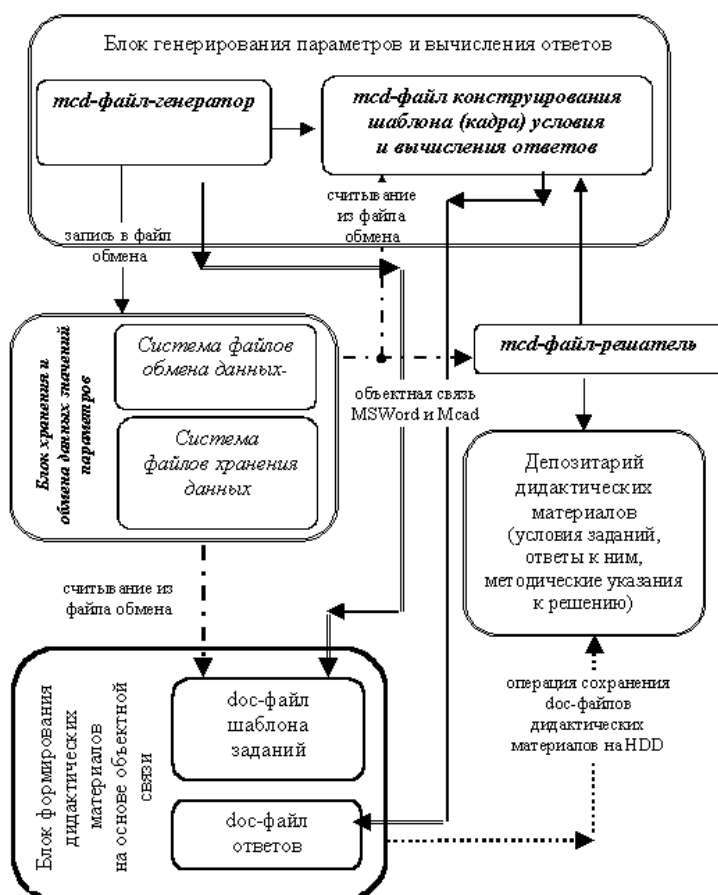 Блок генерирования параметров и вычисления ответов
mcd-файл-генератор
mcd-файл конструирования
шаблона (кадра) условия
и вычисления ответов
считывание
из файла
обмена
запись в файл
обмена
Блок хранения и
обмена данных значений
параметров
Система файлов
обмена данных-
Система
файлов хранения
данных
mcd-файл-решатель
объектная связь
MSWord и Mcad
Депозитарий
дидактических
материалов
(условия заданий,
ответы к ним,
методические указания
к решению)
считывание из
файла обмена
Блок формирования
дидактических
материалов
на основе объектной
связи
doc-файл
шаблона
заданий
doc-файл
ответов
операция сохранения
doc-файлов
дидактических
материалов на HDD